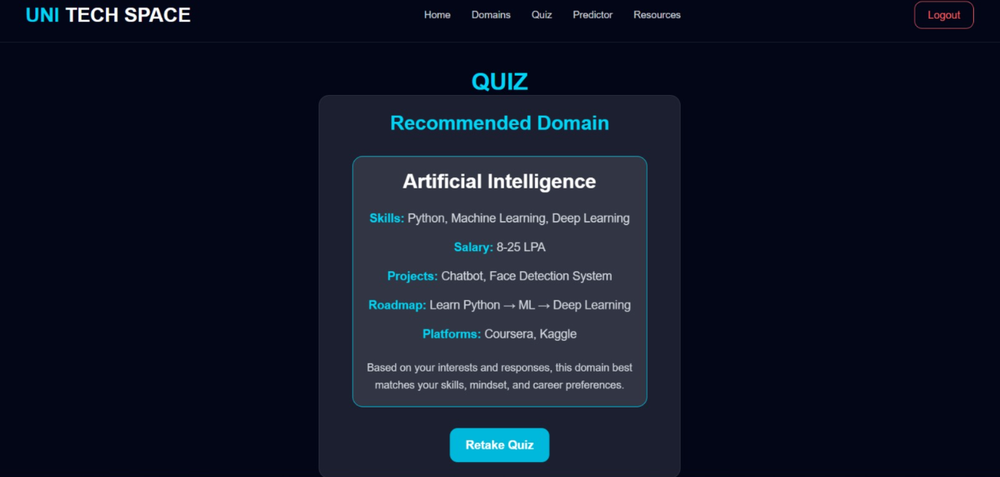 UNI TECH SPACE
Home Domains Quiz Predictor Resources
Logout
QUIZ
Recommended Domain
Artificial Intelligence
Skills: Python, Machine Learning, Deep Learning
Salary: 8-25 LPA
Projects: Chatbot, Face Detection System
Roadmap: Learn Python → ML → Deep Learning
Platforms: Coursera, Kaggle
Based on your interests and responses, this domain best
matches your skills, mindset, and career preferences.
Retake Quiz